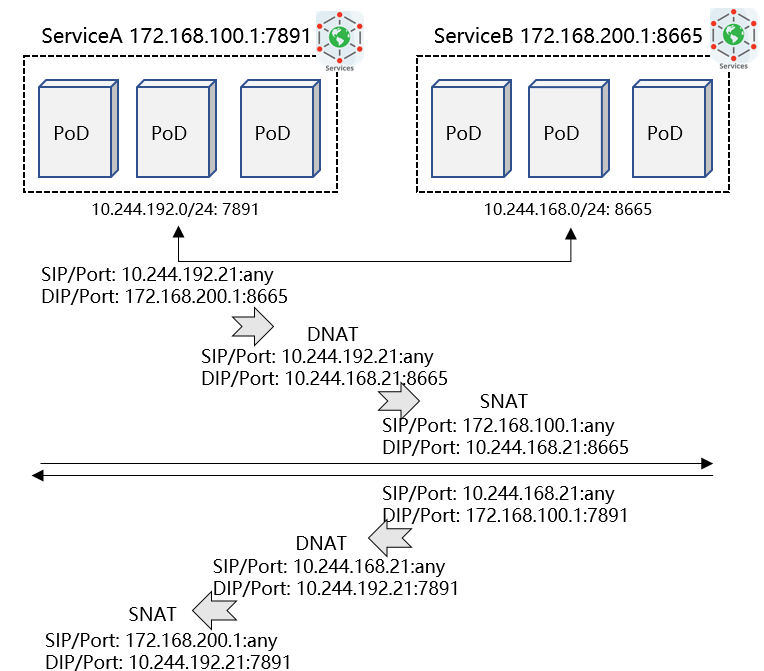 ServiceA 172.168.100.1:7891
Services
ServiceB 172.168.200.1:8665
Services
PoD PoD PoD
PoD PoD PoD
10.244.192.0/24: 7891
10.244.168.0/24: 8665
SIP/Port: 10.244.192.21:any
DIP/Port: 172.168.200.1:8665
DNAT
SIP/Port: 10.244.192.21:any
DIP/Port: 10.244.168.21:8665
SNAT
SIP/Port: 172.168.100.1:any
DIP/Port: 10.244.168.21:8665
SIP/Port: 10.244.168.21:any
DIP/Port: 172.168.100.1:7891
DNAT
SIP/Port: 10.244.168.21:any
DIP/Port: 10.244.192.21:7891
SNAT
SIP/Port: 172.168.200.1:any
DIP/Port: 10.244.192.21:7891